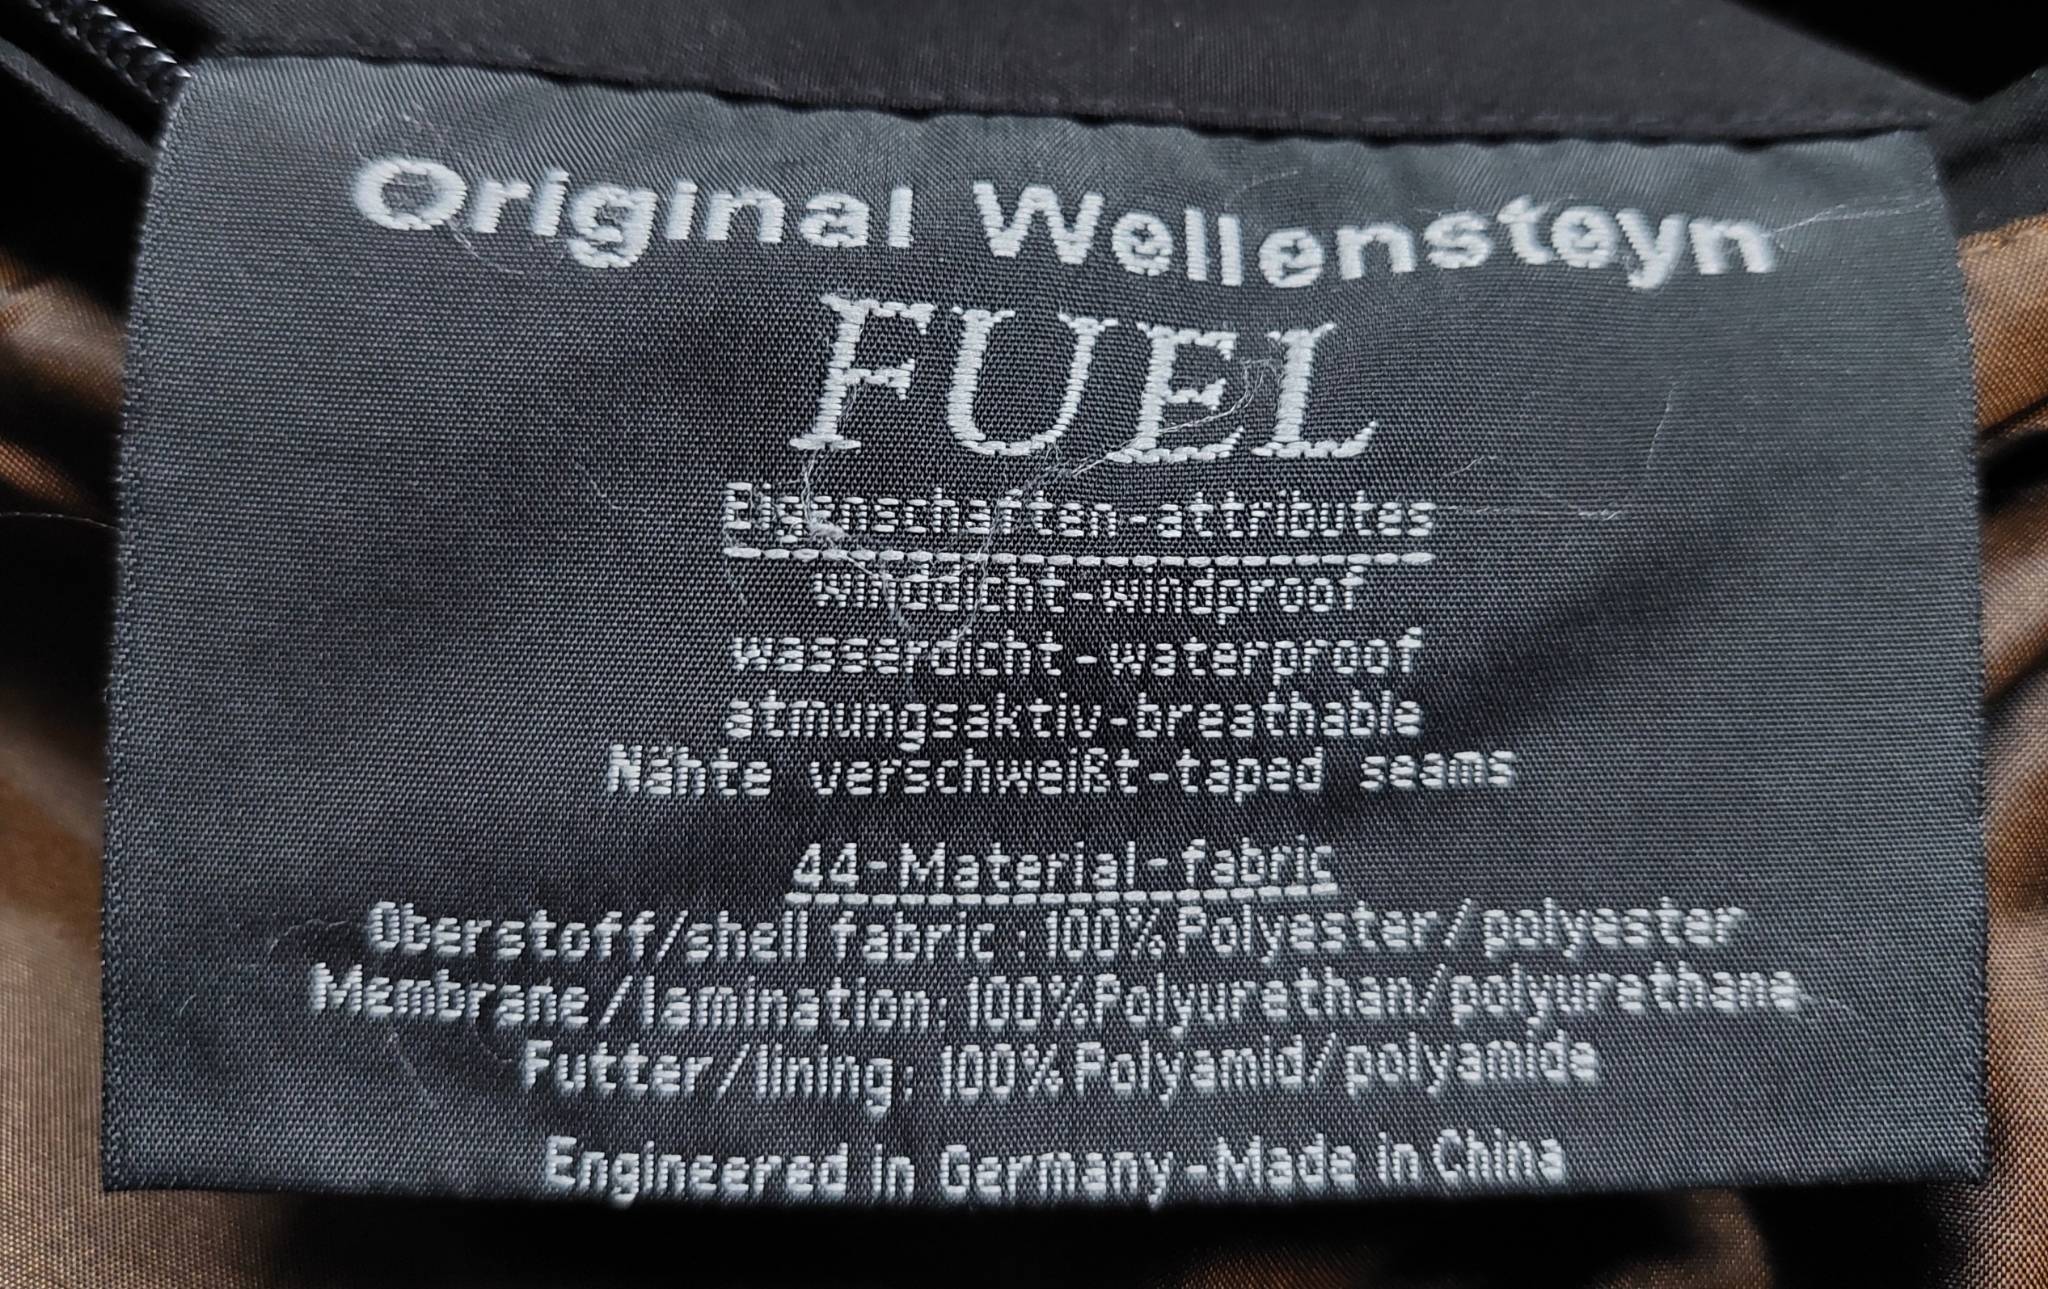 Original Wellensteyn
FUEL
Eigenschaften-attributes
winddicht-windproof
wasserdicht-waterproof
atmungsaktiv-breathable
Nähte verschweißt-taped seams
44-Material-fabric
Oberstoff/shell fabric : 100% Polyester/polyester
Membrane/lamination: 100% Polyurethan/polyurethane
Futter/lining: 100% Polyamid/polyamide
Engineered in Germany-Made in China